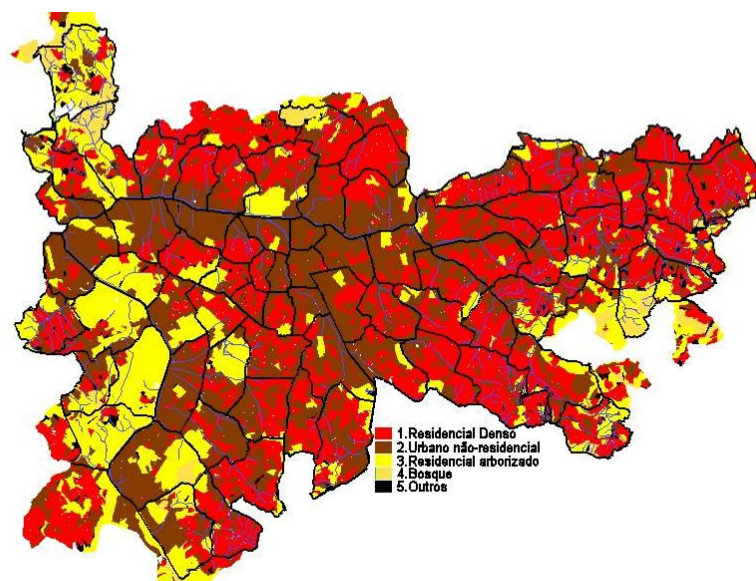 1.Residencial Denso
2.Urbano não-residencial
3.Residencial arborizado
4.Bosque
5.Outros